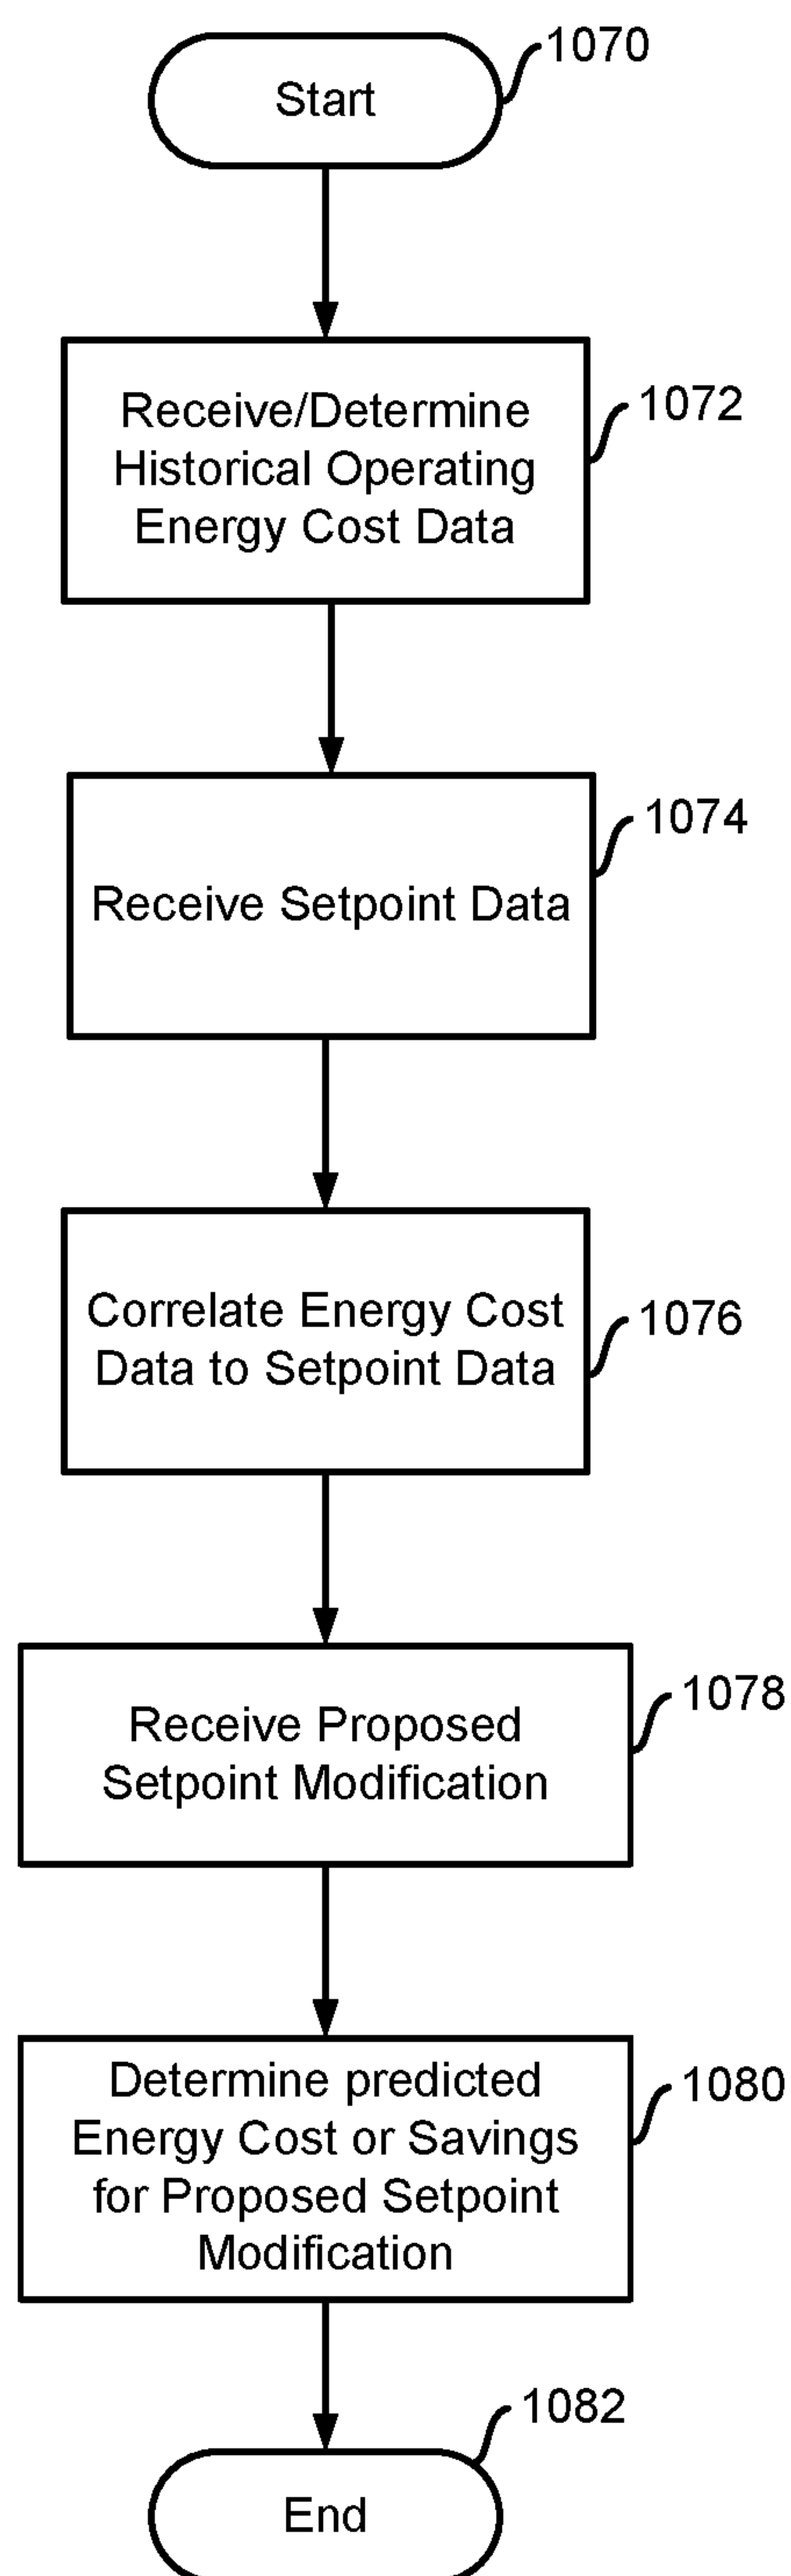 1070
Start
1072
Receive/Determine
Historical Operating
Energy Cost Data
1074
Receive Setpoint Data
1076
Correlate Energy Cost
Data to Setpoint Data
1078
Receive Proposed
Setpoint Modification
1080
Determine predicted
Energy Cost or Savings
for Proposed Setpoint
Modification
1082
End